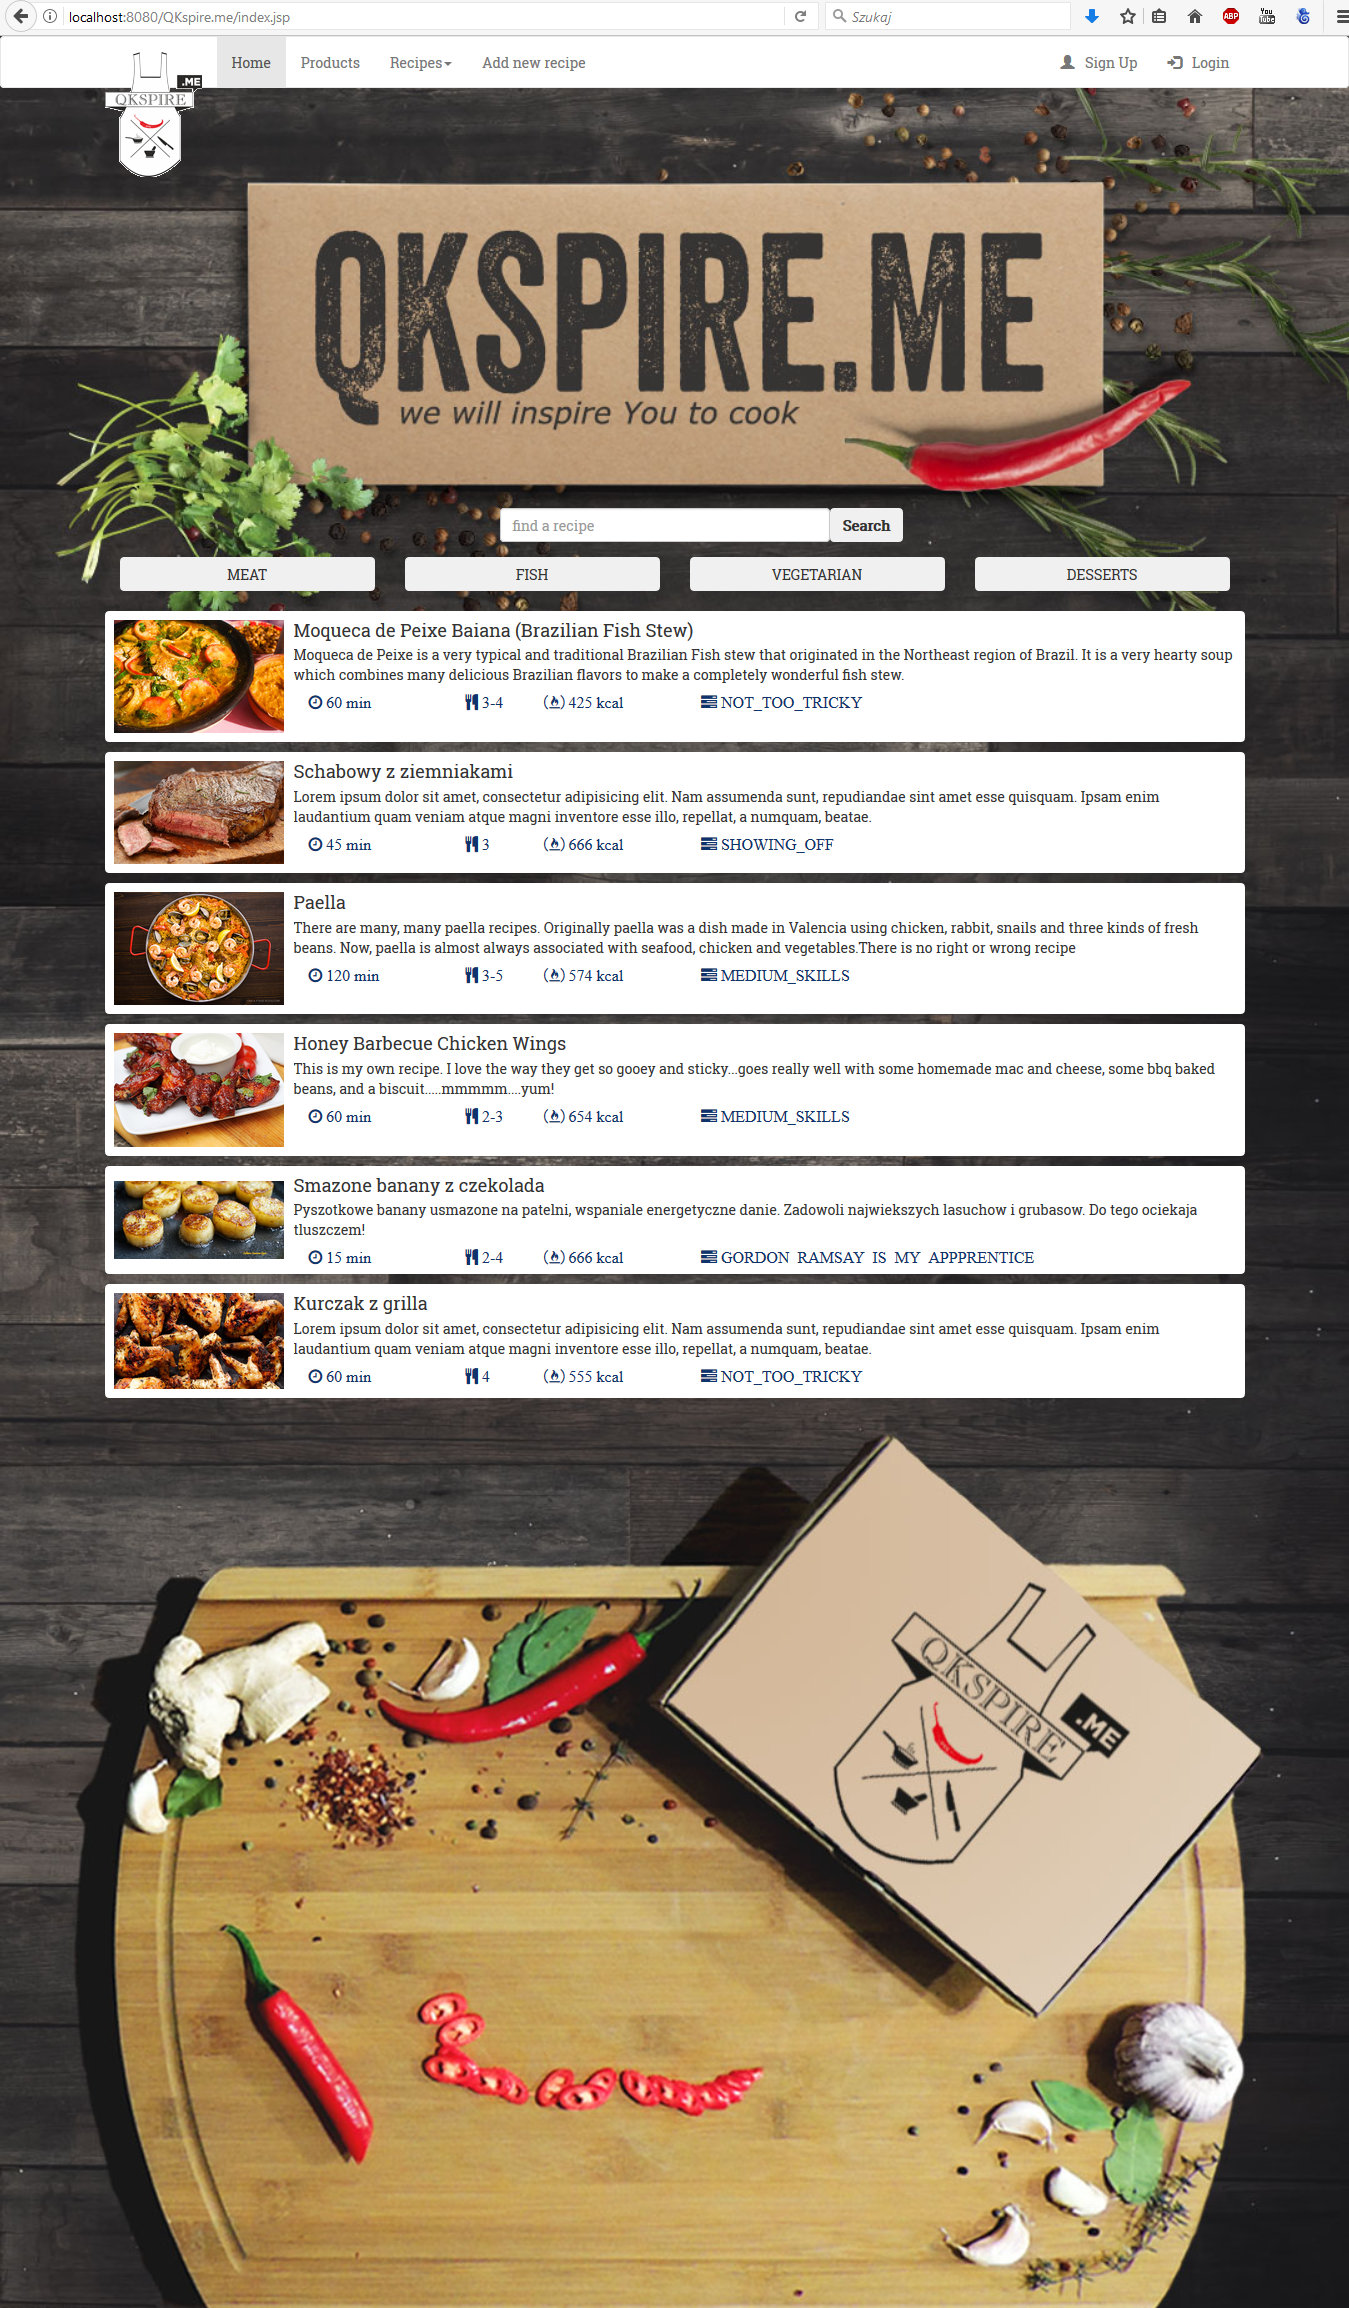 localhost:8080/QKspire.me/index.jsp
Szukaj
ABP
You Tube
Home
Products
Recipes
Add new recipe
Sign Up
Login
.ME
QKSPIRE
QKSPIRE.ME
we will inspire You to cook
find a recipe
Search
MEAT
FISH
VEGETARIAN
DESSERTS
Moqueca de Peixe Baiana (Brazilian Fish Stew)
Moqueca de Peixe is a very typical and traditional Brazilian Fish stew that originated in the Northeast region of Brazil. It is a very hearty soup
which combines many delicious Brazilian flavors to make a completely wonderful fish stew.
60 min 3-4 425 kcal NOT_TOO_TRICKY
Schabowy z ziemniakami
Lorem ipsum dolor sit amet, consectetur adipisicing elit. Nam assumenda sunt, repudiandae sint amet esse quisquam. Ipsam enim
laudantium quam veniam atque magni inventore esse illo, repellat, a numquam, beatae.
45 min 3 666 kcal SHOWING_OFF
Paella
There are many, many paella recipes. Originally paella was a dish made in Valencia using chicken, rabbit, snails and three kinds of fresh
beans. Now, paella is almost always associated with seafood, chicken and vegetables.There is no right or wrong recipe
120 min 3-5 574 kcal MEDIUM_SKILLS
Honey Barbecue Chicken Wings
This is my own recipe. I love the way they get so gooey and sticky...goes really well with some homemade mac and cheese, some bbq baked
beans, and a biscuit.....mmmmm....yum!
60 min 2-3 654 kcal MEDIUM_SKILLS
Smazone banany z czekolada
Pyszotkowe banany usmazone na patelni, wspaniale energetyczne danie. Zadowoli najwiekszych lasuchow i grubasow. Do tego ociekaja
tluszczem!
15 min 2-4 666 kcal GORDON_RAMSAY_IS_MY_APPPRENTICE
Kurczak z grilla
Lorem ipsum dolor sit amet, consectetur adipisicing elit. Nam assumenda sunt, repudiandae sint amet esse quisquam. Ipsam enim
laudantium quam veniam atque magni inventore esse illo, repellat, a numquam, beatae.
60 min 4 555 kcal NOT_TOO_TRICKY
QKSPIRE
.ME